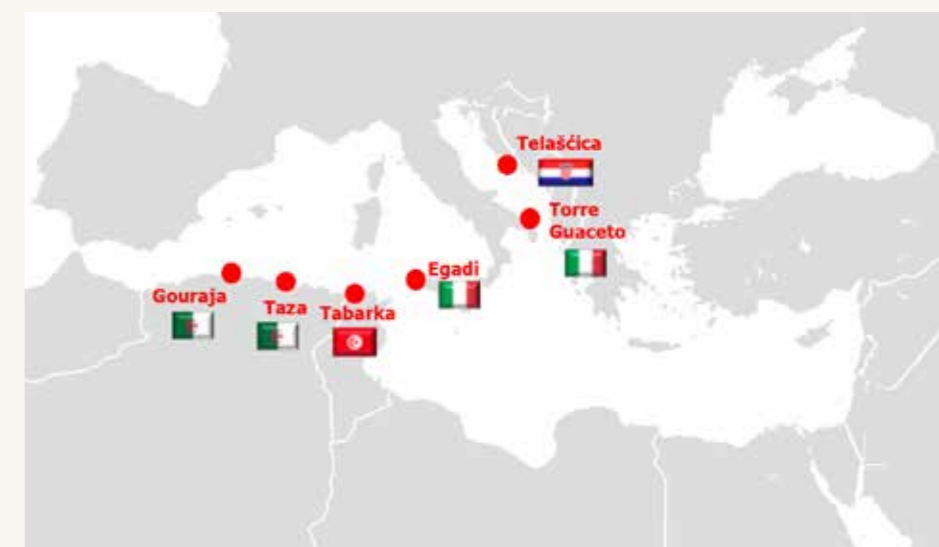 Telašćica
Torre
Guaceto
Egadi
Gouraja
Taza
Tabarka